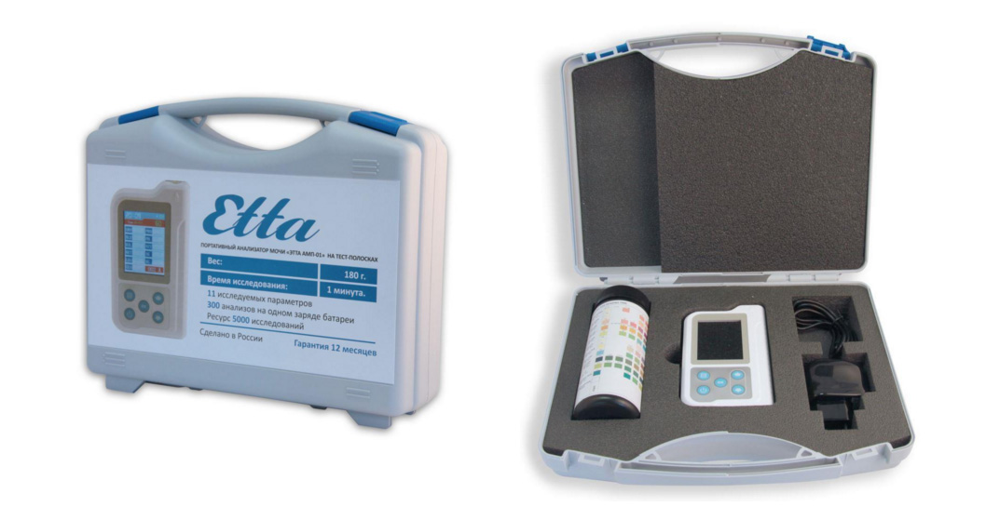 Etta
ПОРТАТИВНЫЙ АНАЛИЗАТОР МОЧИ «ЭТТА АМП-01» НА ТЕСТ-ПОЛОСКАХ
Вес: 180 г.
Время исследования: 1 минута.
11 исследуемых параметров
300 анализов на одном заряде батареи
Ресурс 5000 исследований
Сделано в России Гарантия 12 месяцев